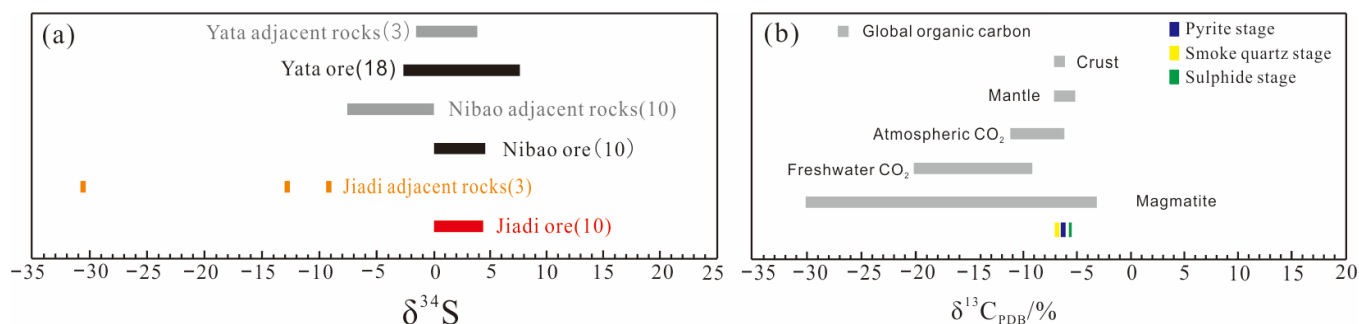 (a)
Yata adjacent rocks(3)
Yata ore(18)
Nibao adjacent rocks(10)
Nibao ore(10)
Jiadi adjacent rocks(3)
Jiadi ore(10)
−35 −30 −25 −20 −15 −10 −5 0 5 10 15 20 25
δ³⁴S
(b)
Global organic carbon
Crust
Mantle
Atmospheric CO₂
Freshwater CO₂
Magmatite
Pyrite stage
Smoke quartz stage
Sulphide stage
−35 −30 −25 −20 −15 −10 −5 0 5 10 15 20
δ¹³C_PDB/%